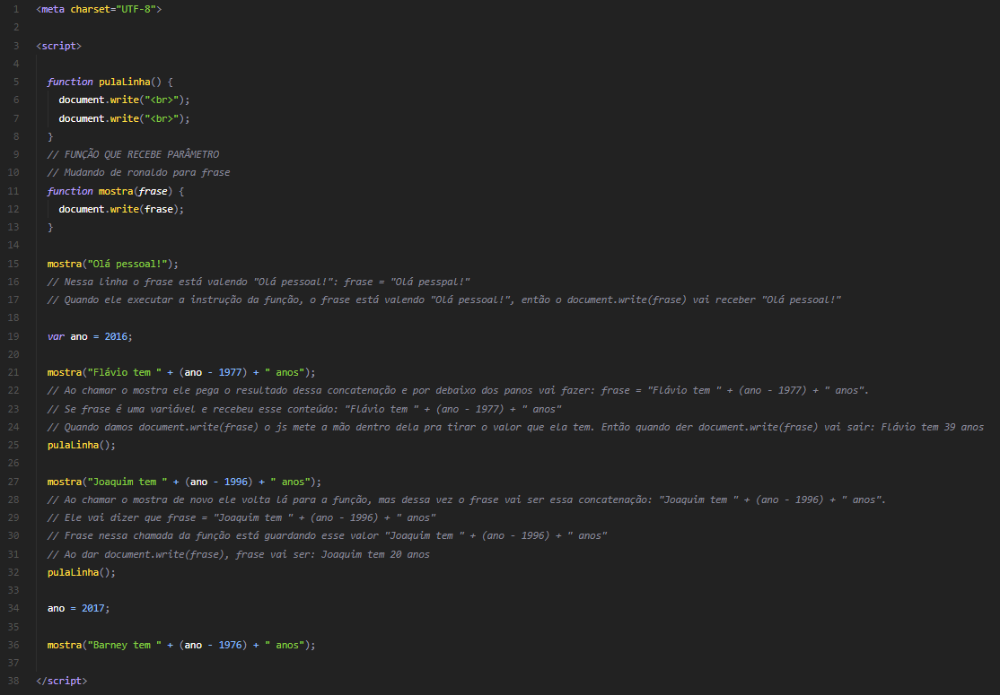 1 <meta charset="UTF-8">
2
3 <script>
4
5 function pulaLinha() {
6 document.write("<br>");
7 document.write("<br>");
8 }
9 // FUNÇÃO QUE RECEBE PARÂMETRO
10 // Mudando de ronaldo para frase
11 function mostra(frase) {
12 document.write(frase);
13 }
14
15 mostra("Olá pessoal!");
16 // Nessa linha o frase está valendo "Olá pessoal!": frase = "Olá pesspal!"
17 // Quando ele executar a instrução da função, o frase está valendo "Olá pessoal!", então o document.write(frase) vai receber "Olá pessoal!"
18
19 var ano = 2016;
20
21 mostra("Flávio tem " + (ano - 1977) + " anos");
22 // Ao chamar o mostra ele pega o resultado dessa concatenação e por debaixo dos panos vai fazer: frase = "Flávio tem " + (ano - 1977) + " anos".
23 // Se frase é uma variável e recebeu esse conteúdo: "Flávio tem " + (ano - 1977) + " anos"
24 // Quando damos document.write(frase) o js mete a mão dentro dela pra tirar o valor que ela tem. Então quando der document.write(frase) vai sair: Flávio tem 39 anos
25 pulaLinha();
26
27 mostra("Joaquim tem " + (ano - 1996) + " anos");
28 // Ao chamar o mostra de novo ele volta lá para a função, mas dessa vez o frase vai ser essa concatenação: "Joaquim tem " + (ano - 1996) + " anos".
29 // Ele vai dizer que frase = "Joaquim tem " + (ano - 1996) + " anos"
30 // Frase nessa chamada da função está guardando esse valor "Joaquim tem " + (ano - 1996) + " anos"
31 // Ao dar document.write(frase), frase vai ser: Joaquim tem 20 anos
32 pulaLinha();
33
34 ano = 2017;
35
36 mostra("Barney tem " + (ano - 1976) + " anos");
37
38 </script>